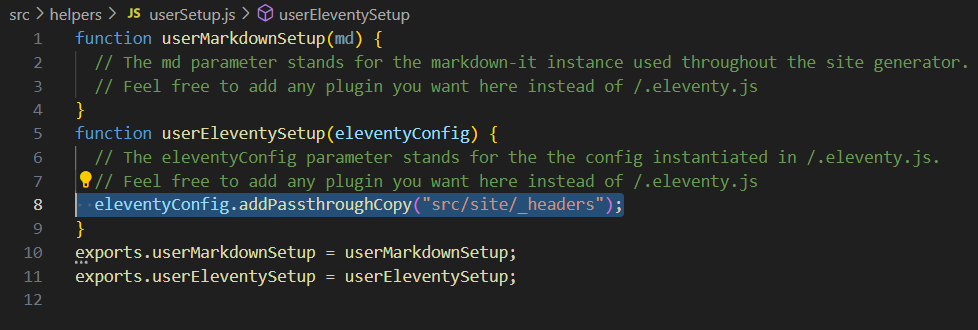 src > helpers > JS userSetup.js > userEleventySetup
1 function userMarkdownSetup(md) {
2 // The md parameter stands for the markdown-it instance used throughout the site generator.
3 // Feel free to add any plugin you want here instead of /.eleventy.js
4 }
5 function userEleventySetup(eleventyConfig) {
6 // The eleventyConfig parameter stands for the the config instantiated in /.eleventy.js.
7 // Feel free to add any plugin you want here instead of /.eleventy.js
8 eleventyConfig.addPassthroughCopy("src/site/_headers");
9 }
10 exports.userMarkdownSetup = userMarkdownSetup;
11 exports.userEleventySetup = userEleventySetup;
12